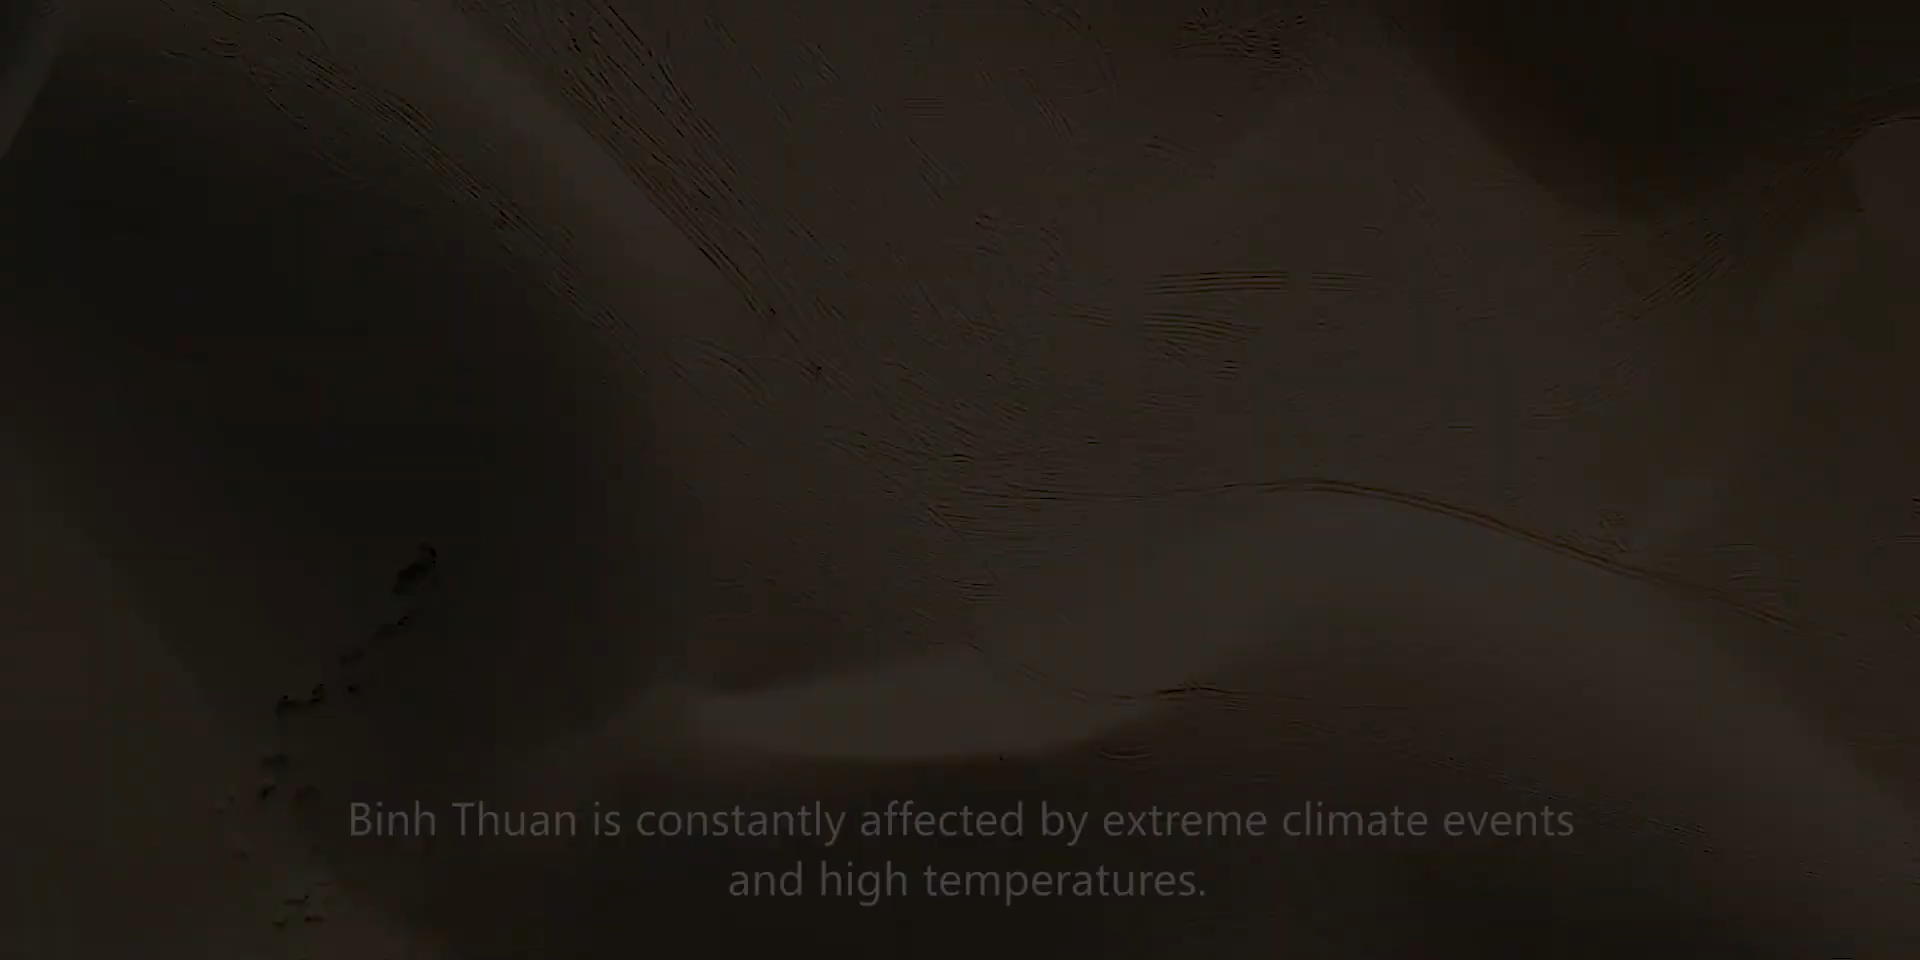 Binh Thuan is constantly affected by extreme climate events
and high temperatures.